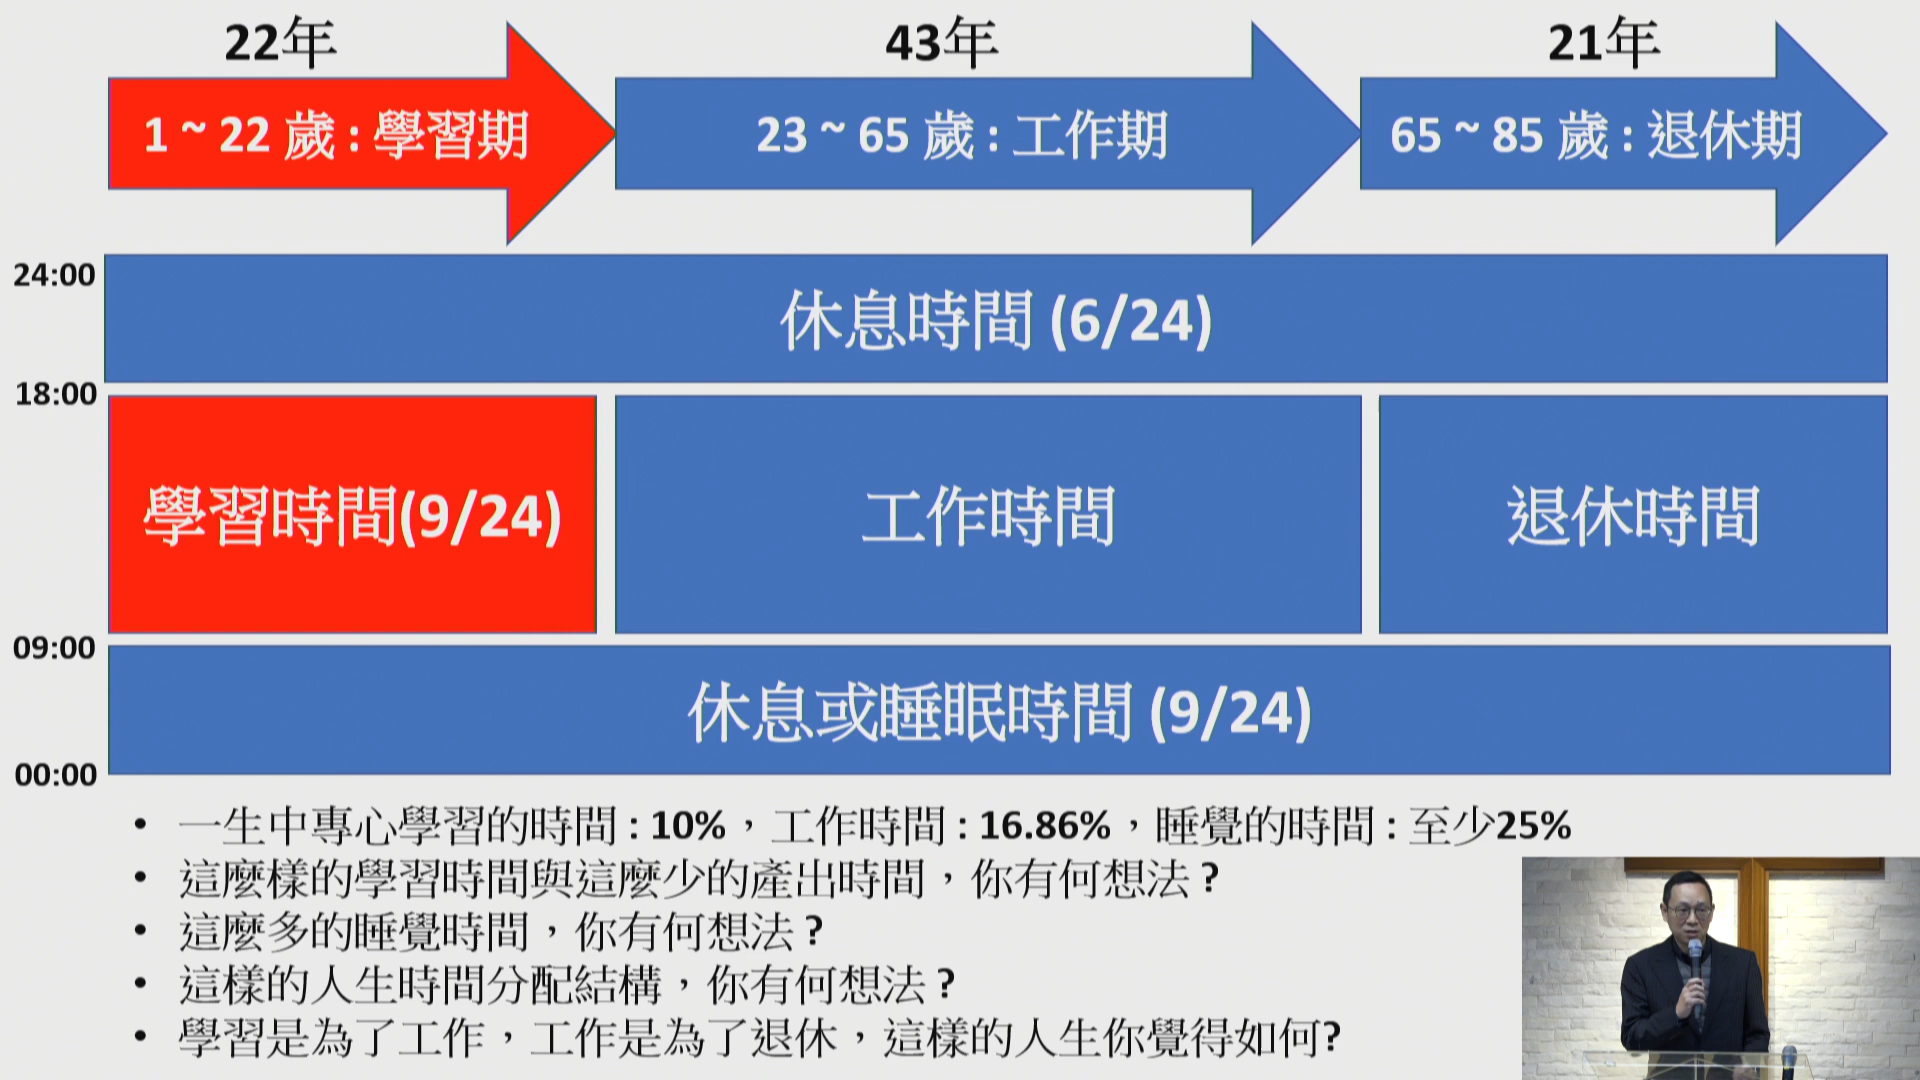 22年
43年
21年
1 ~ 22 歲 : 學習期
23 ~ 65 歲 : 工作期
65 ~ 85 歲 : 退休期
24:00
休息時間 (6/24)
18:00
學習時間(9/24)
工作時間
退休時間
09:00
休息或睡眠時間 (9/24)
00:00
• 一生中專心學習的時間 : 10%，工作時間 : 16.86%，睡覺的時間 : 至少25%
• 這麼樣的學習時間與這麼少的產出時間，你有何想法 ?
• 這麼多的睡覺時間，你有何想法 ?
• 這樣的人生時間分配結構，你有何想法 ?
• 學習是為了工作，工作是為了退休，這樣的人生你覺得如何?